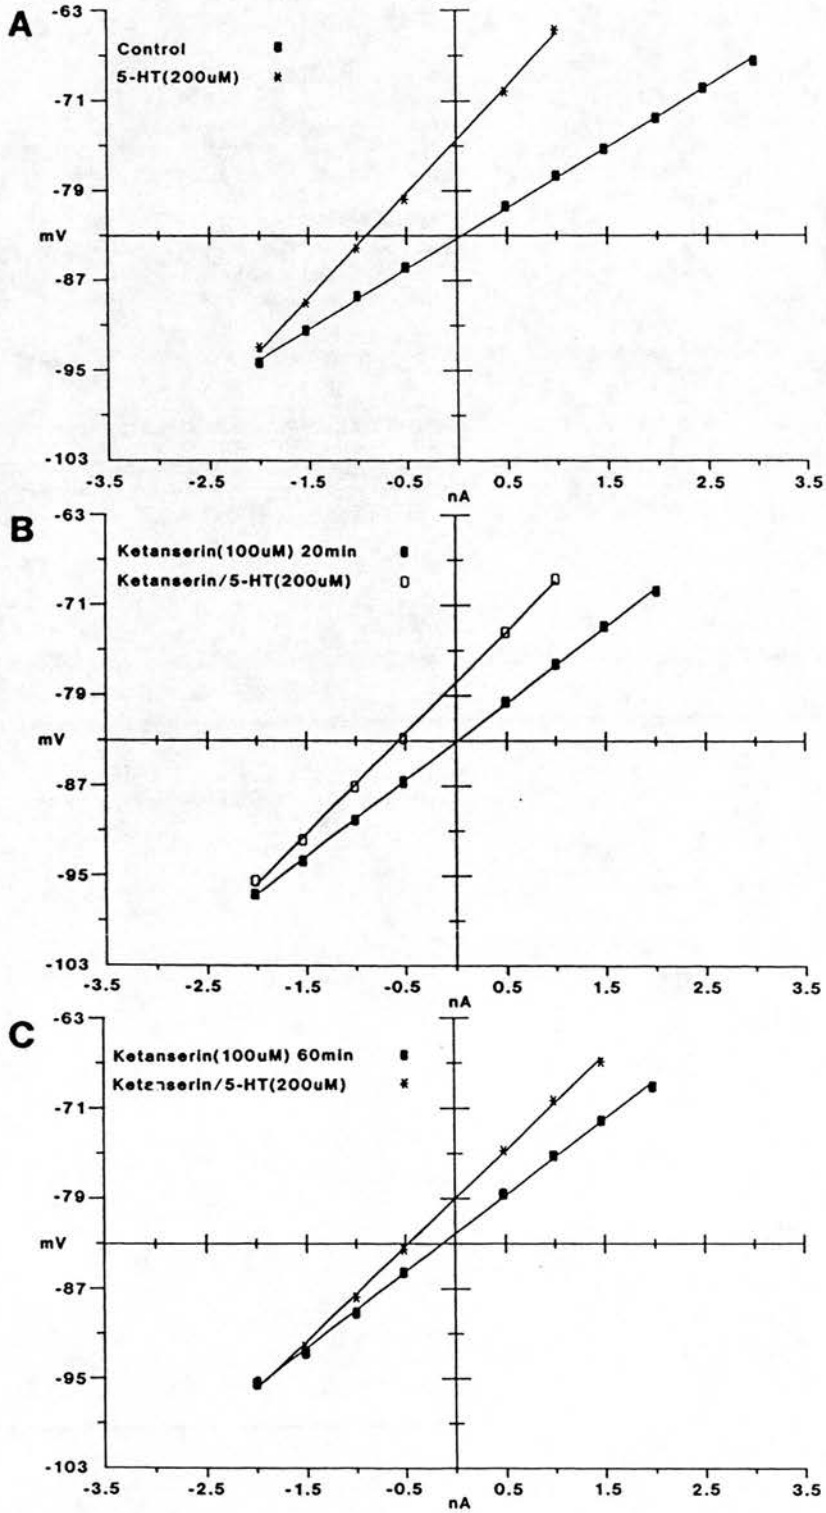 A
-63
Control
5-HT(200uM)
-71
-79
mV
-87
-95
-103
-3.5 -2.5 -1.5 -0.5 0.5 1.5 2.5 3.5
nA
B
-63
Ketanserin(100uM) 20min
Ketanserin/5-HT(200uM)
-71
-79
mV
-87
-95
-103
-3.5 -2.5 -1.5 -0.5 0.5 1.5 2.5 3.5
nA
C
-63
Ketanserin(100uM) 60min
Ketanserin/5-HT(200uM)
-71
-79
mV
-87
-95
-103
-3.5 -2.5 -1.5 -0.5 0.5 1.5 2.5 3.5
nA